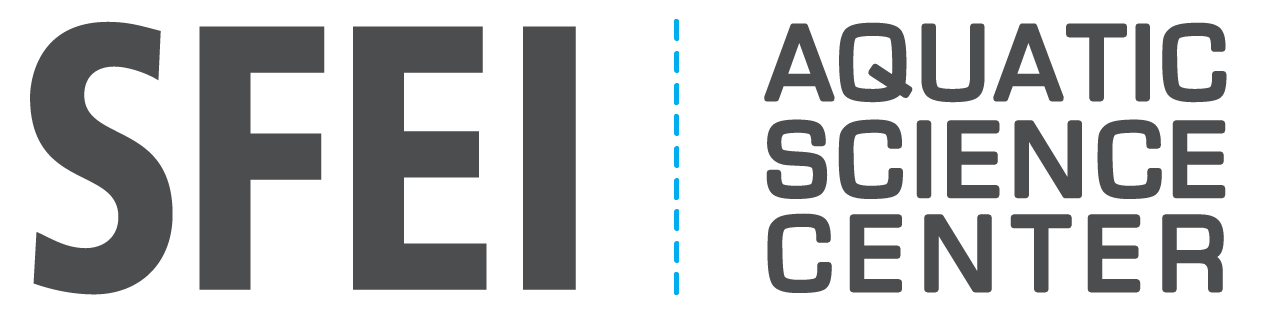 SFEI
AQUATIC
SCIENCE
CENTER